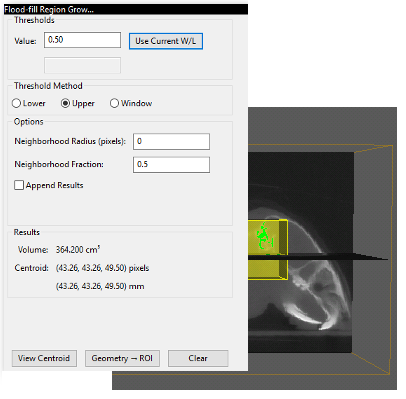 Flood-fill Region Grow...
Thresholds
Value: 0.50 Use Current W/L
Threshold Method
Lower Upper Window
Options
Neighborhood Radius (pixels): 0
Neighborhood Fraction: 0.5
Append Results
Results
Volume: 364.200 cm³
Centroid: (43.26, 43.26, 49.50) pixels
(43.26, 43.26, 49.50) mm
View Centroid Geometry → ROI Clear